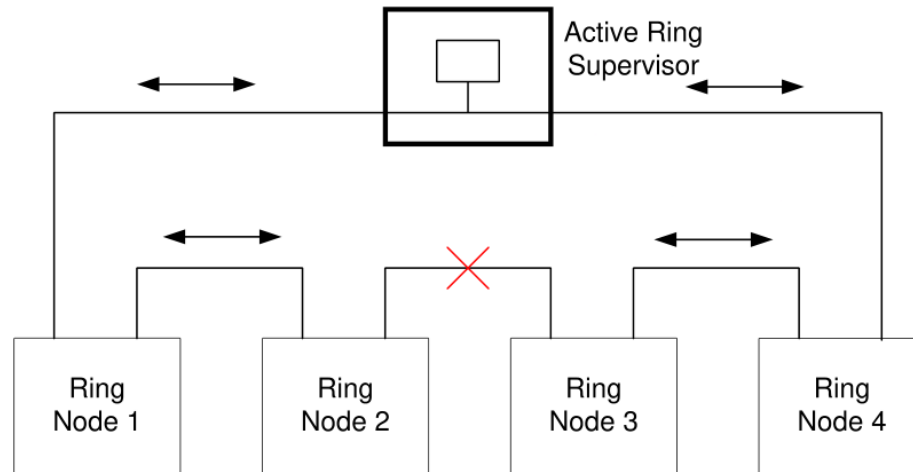 Active Ring
Supervisor
Ring
Node 1
Ring
Node 2
Ring
Node 3
Ring
Node 4